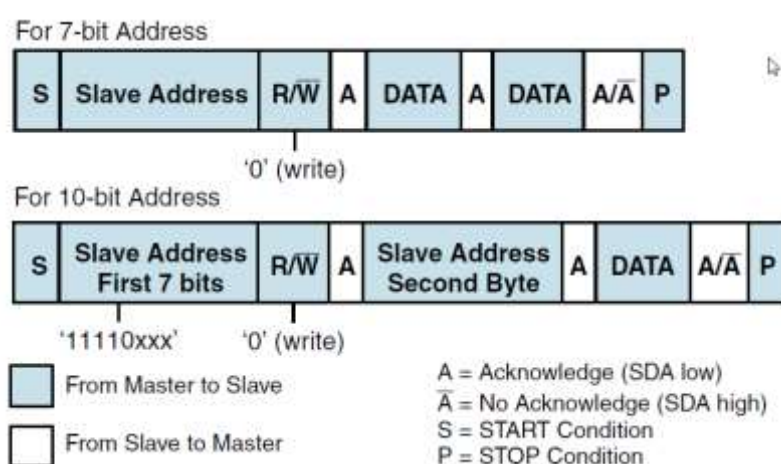 For 7-bit Address
S Slave Address R/W̅ A DATA A DATA A/A̅ P
'0' (write)
For 10-bit Address
S Slave Address First 7 bits R/W̅ A Slave Address Second Byte A DATA A/A̅ P
'11110xxx' '0' (write)
From Master to Slave
From Slave to Master
A = Acknowledge (SDA low)
A̅ = No Acknowledge (SDA high)
S = START Condition
P = STOP Condition